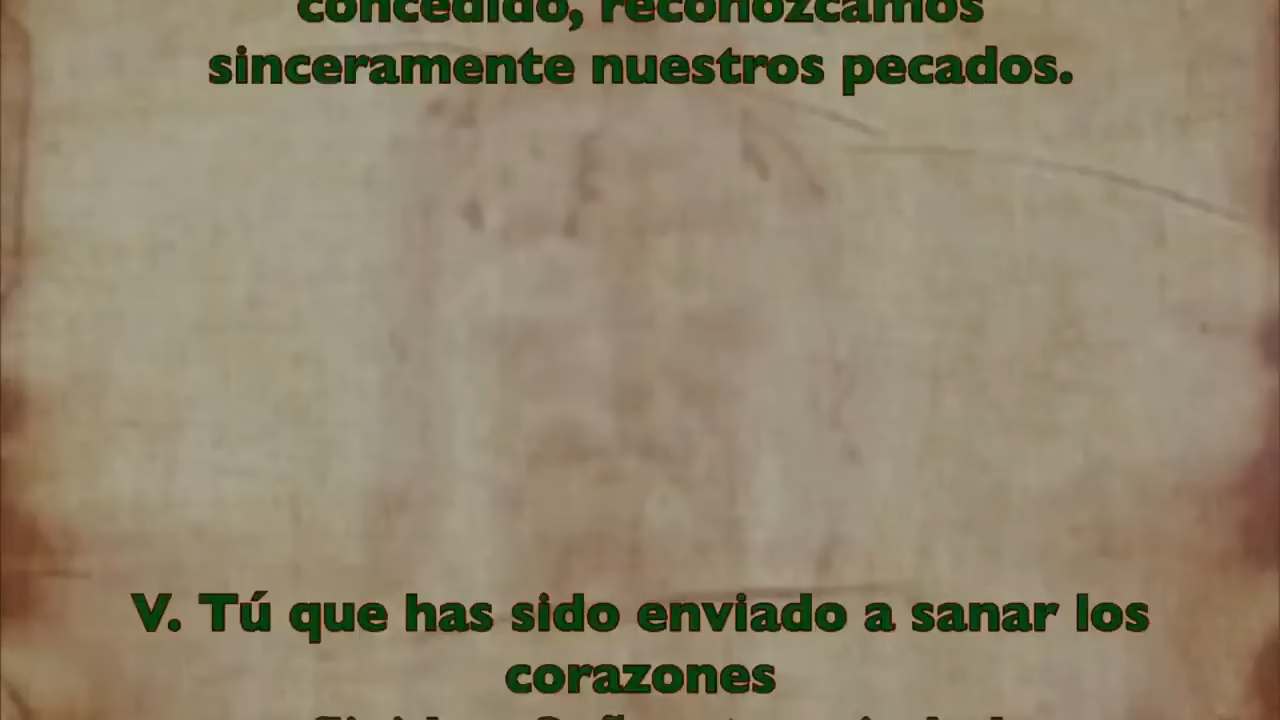 concedido, reconozcamos
sinceramente nuestros pecados.
V. Tú que has sido enviado a sanar los
corazones